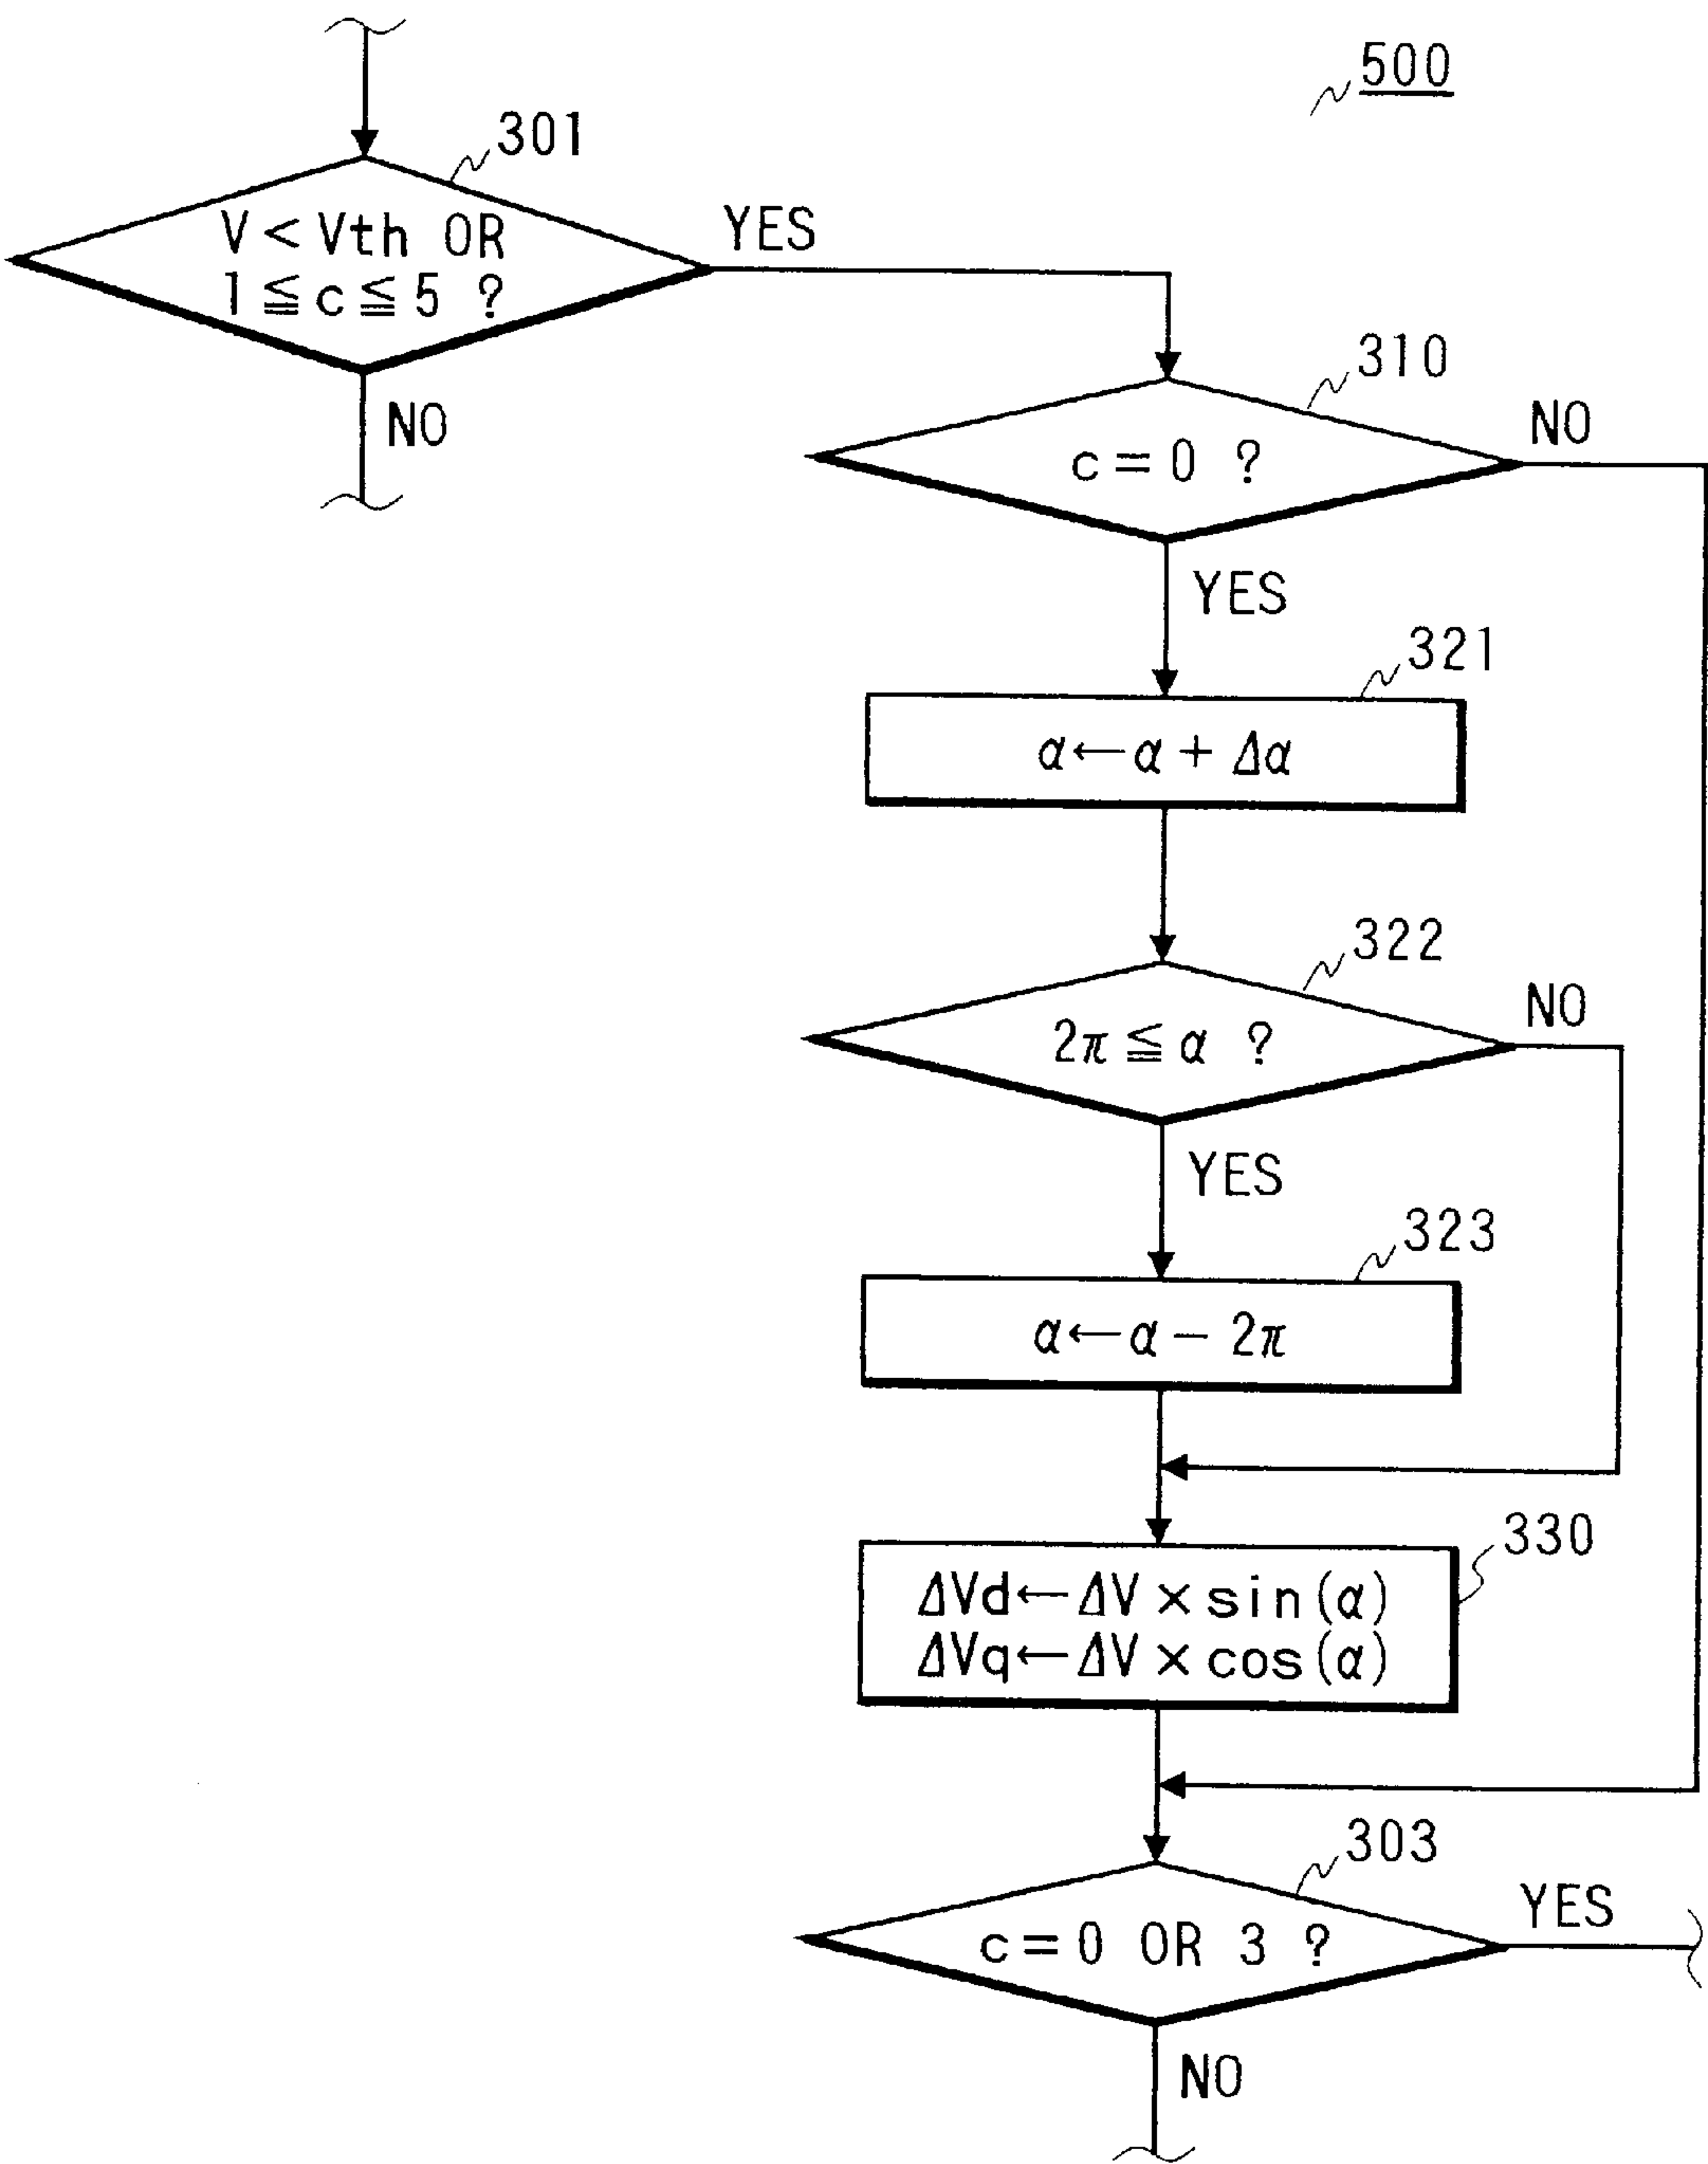 500
301
V < Vth OR
1 ≦ c ≦ 5 ?
YES
NO
310
c = 0 ?
NO
YES
321
α ← α + Δα
322
2π ≦ α ?
NO
YES
323
α ← α − 2π
330
ΔVd ← ΔV × sin(α)
ΔVq ← ΔV × cos(α)
303
c = 0 OR 3 ?
YES
NO